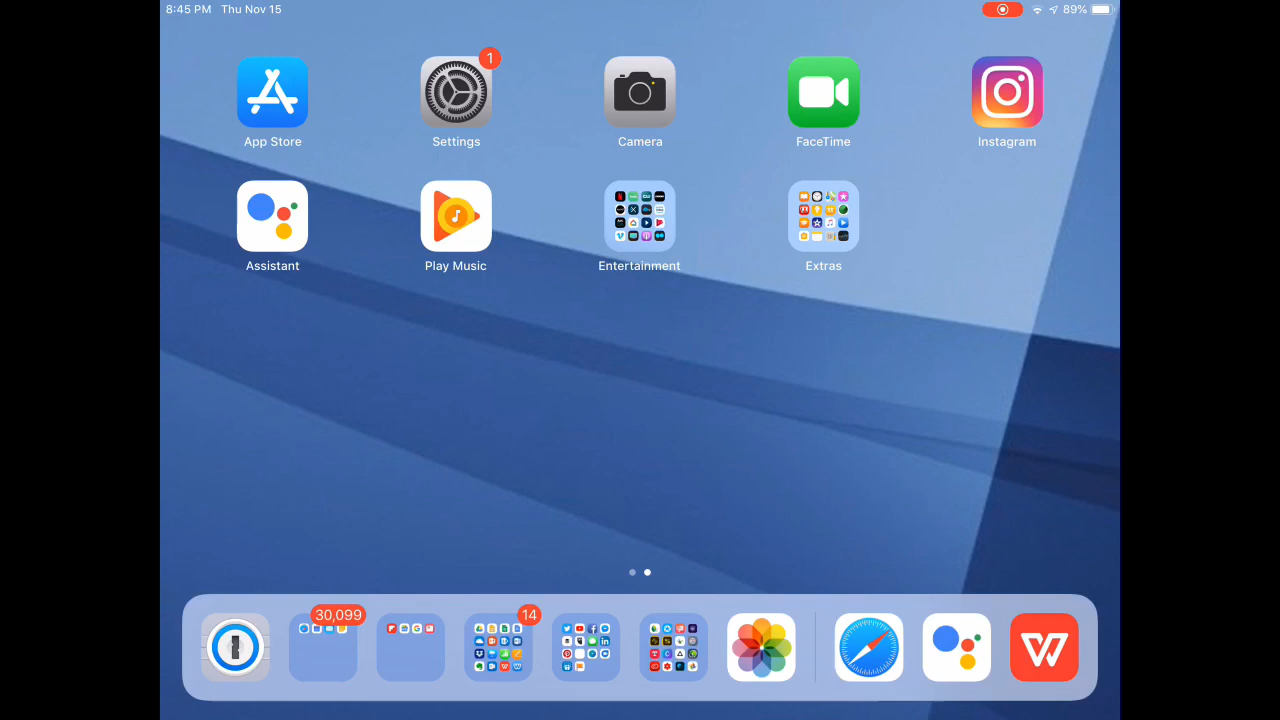 8:45 PM Thu Nov 15 89%
1
App Store Settings Camera FaceTime Instagram
Assistant Play Music Entertainment Extras
30,099 14